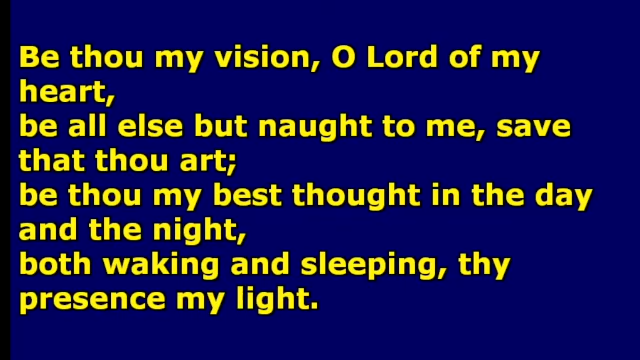 Be thou my vision, O Lord of my
heart,
be all else but naught to me, save
that thou art;
be thou my best thought in the day
and the night,
both waking and sleeping, thy
presence my light.